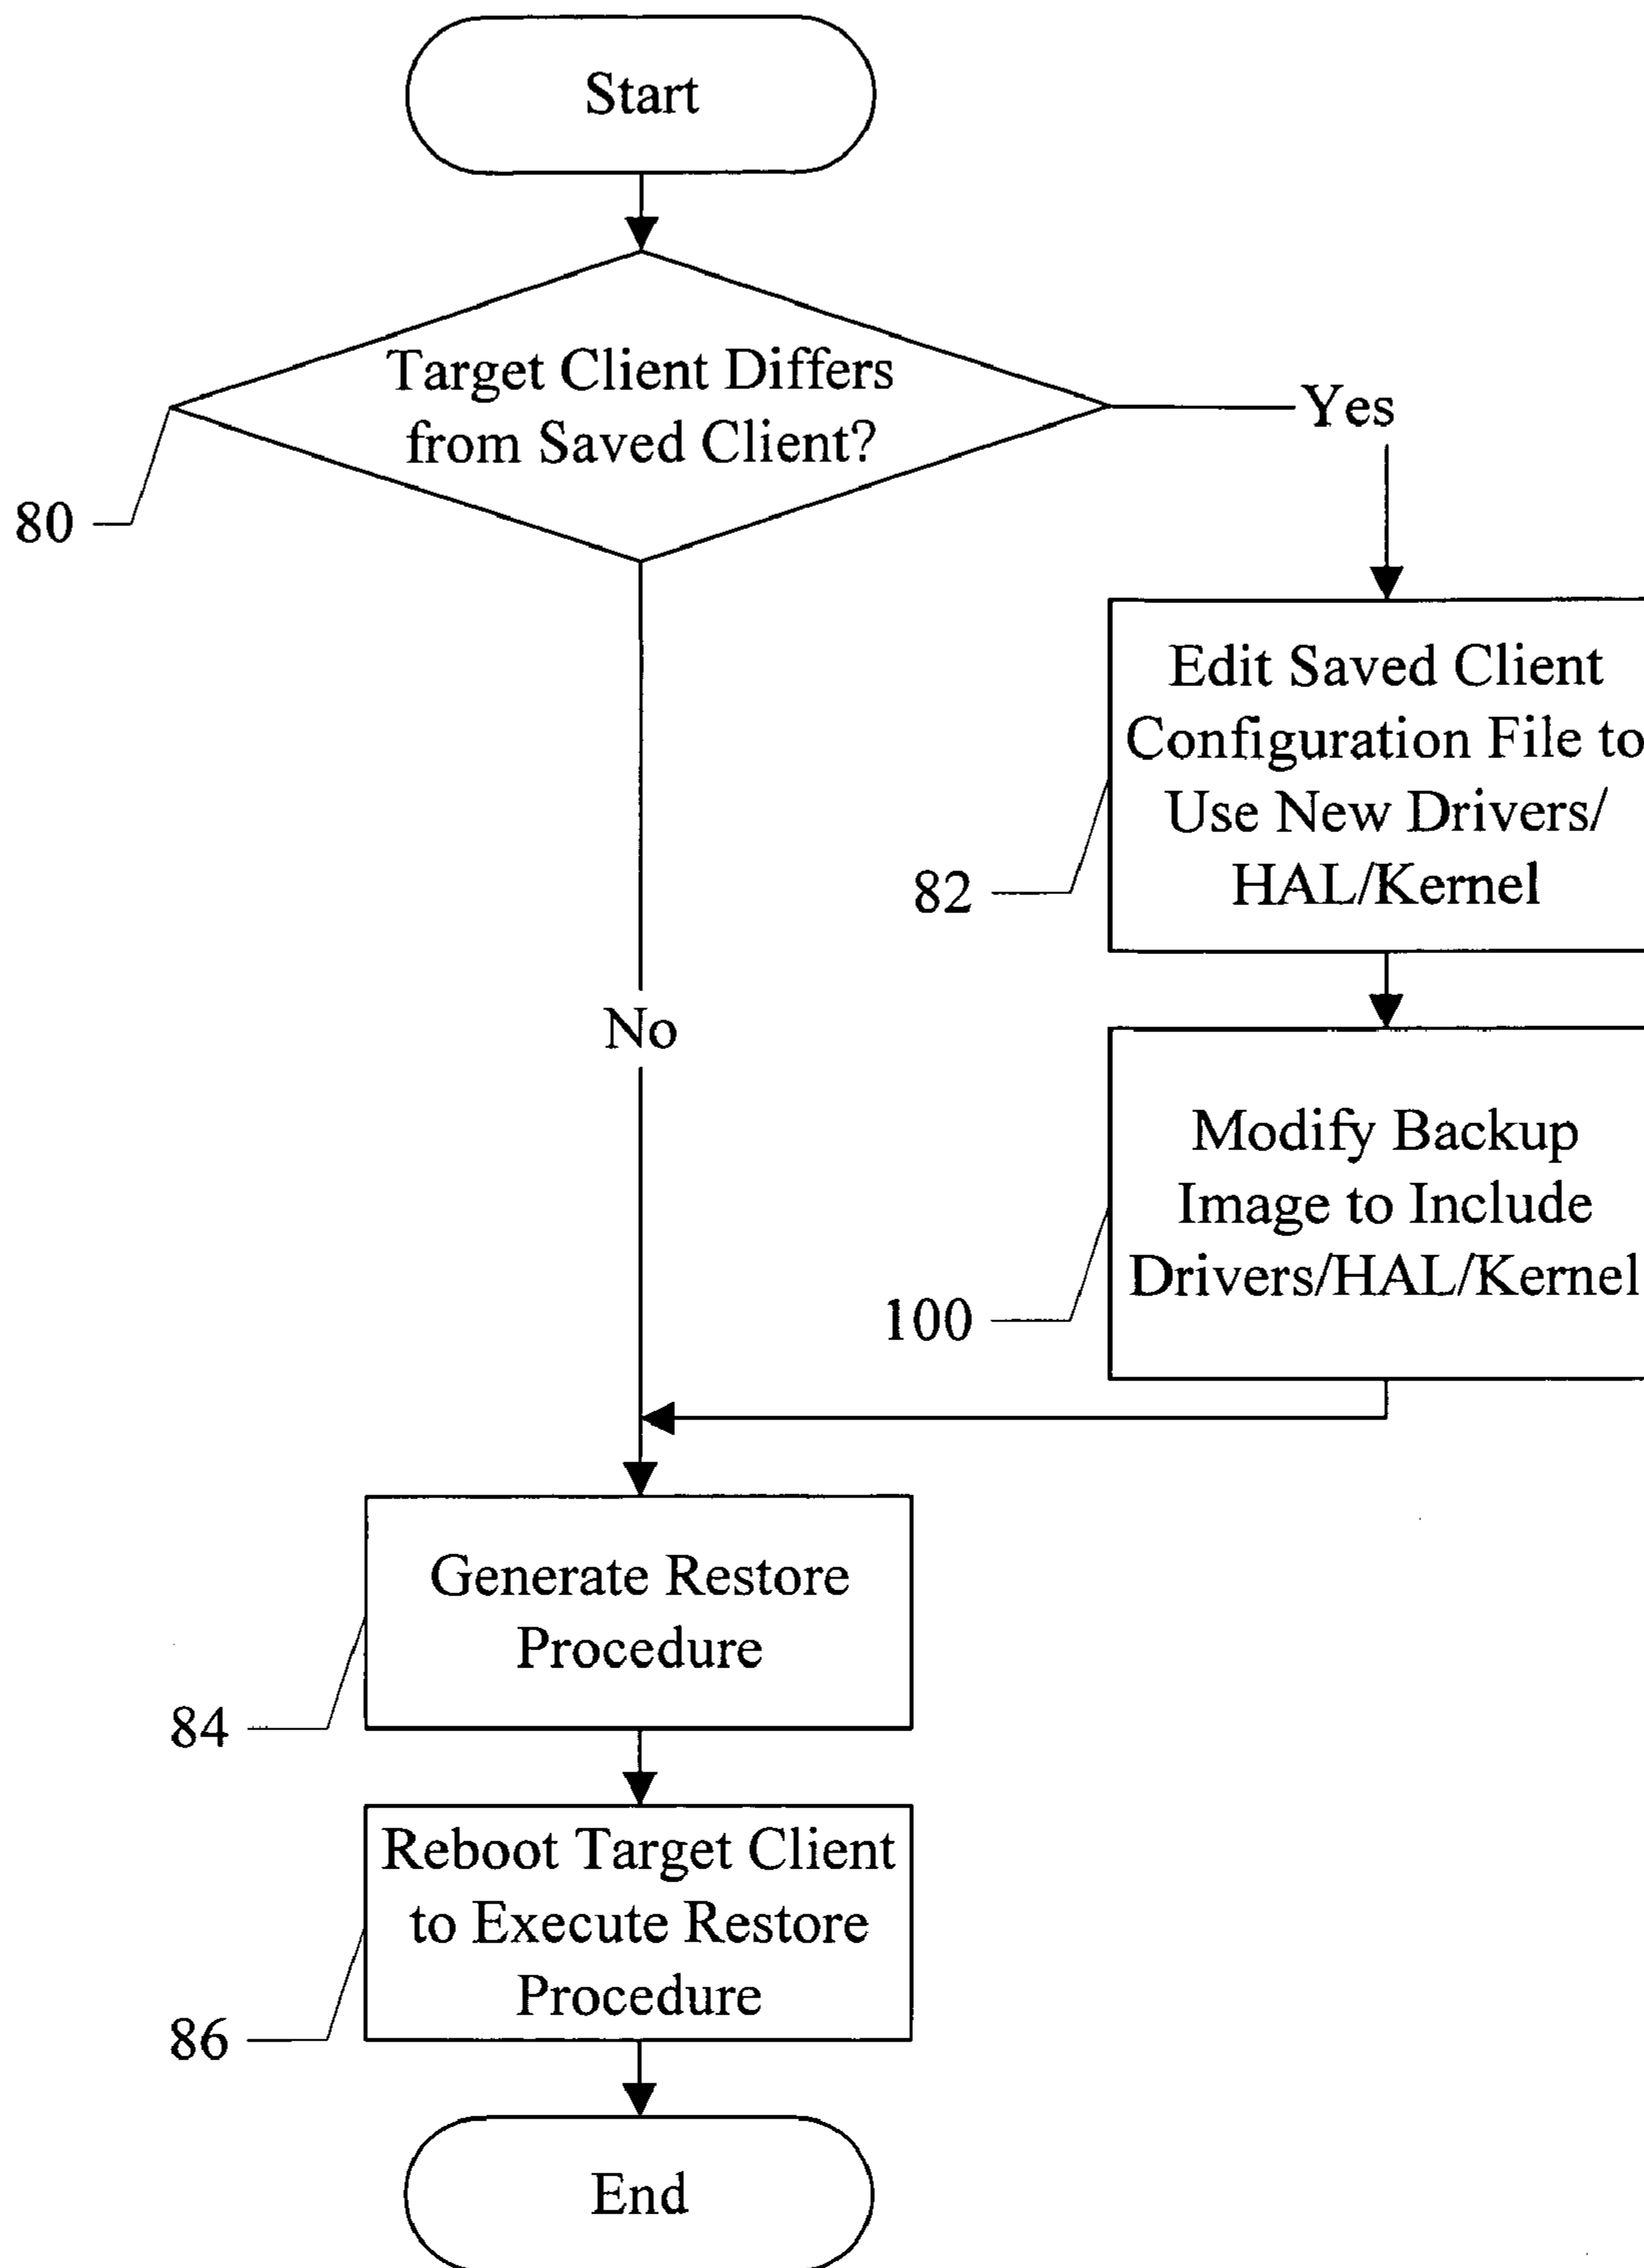 Start
Target Client Differs
from Saved Client?
Yes
80
Edit Saved Client
Configuration File to
Use New Drivers/
HAL/Kernel
82
No
Modify Backup
Image to Include
Drivers/HAL/Kernel
100
Generate Restore
Procedure
84
Reboot Target Client
to Execute Restore
Procedure
86
End